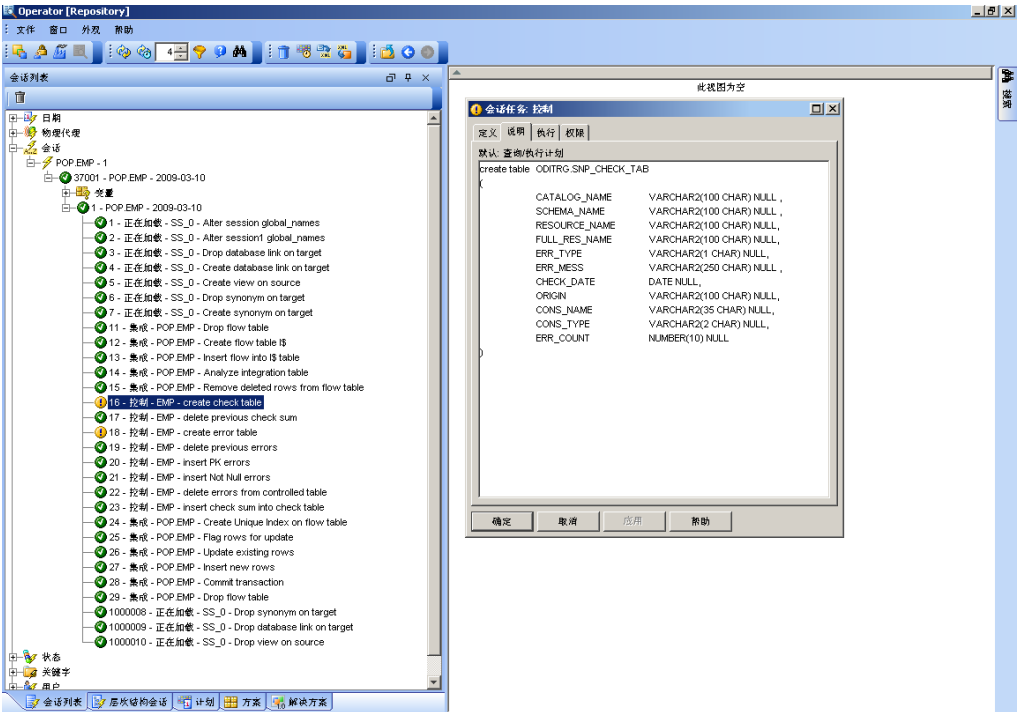 Operator [Repository]
文件 窗口 外观 帮助
4
会话列表
日期
物理代理
会话
POP.EMP - 1
37001 - POP.EMP - 2009-03-10
变量
1 - POP.EMP - 2009-03-10
1 - 正在加载 - SS_0 - Alter session global_names
2 - 正在加载 - SS_0 - Alter session1 global_names
3 - 正在加载 - SS_0 - Drop database link on target
4 - 正在加载 - SS_0 - Create database link on target
5 - 正在加载 - SS_0 - Create view on source
6 - 正在加载 - SS_0 - Drop synonym on target
7 - 正在加载 - SS_0 - Create synonym on target
11 - 集成 - POP.EMP - Drop flow table
12 - 集成 - POP.EMP - Create flow table I$
13 - 集成 - POP.EMP - Insert flow into I$ table
14 - 集成 - POP.EMP - Analyze integration table
15 - 集成 - POP.EMP - Remove deleted rows from flow table
16 - 控制 - EMP - create check table
17 - 控制 - EMP - delete previous check sum
18 - 控制 - EMP - create error table
19 - 控制 - EMP - delete previous errors
20 - 控制 - EMP - insert PK errors
21 - 控制 - EMP - insert Not Null errors
22 - 控制 - EMP - delete errors from controlled table
23 - 控制 - EMP - insert check sum into check table
24 - 集成 - POP.EMP - Create Unique Index on flow table
25 - 集成 - POP.EMP - Flag rows for update
26 - 集成 - POP.EMP - Update existing rows
27 - 集成 - POP.EMP - Insert new rows
28 - 集成 - POP.EMP - Commit transaction
29 - 集成 - POP.EMP - Drop flow table
1000008 - 正在加载 - SS_0 - Drop synonym on target
1000009 - 正在加载 - SS_0 - Drop database link on target
1000010 - 正在加载 - SS_0 - Drop view on source
状态
关键字
用户
会话列表 层次结构会话 计划 方案 解决方案
此视图为空
会话任务: 控制
定义 说明 执行 权限
默认: 查询/执行计划
create table ODITRG.SNP_CHECK_TAB
(
CATALOG_NAME VARCHAR2(100 CHAR) NULL ,
SCHEMA_NAME VARCHAR2(100 CHAR) NULL ,
RESOURCE_NAME VARCHAR2(100 CHAR) NULL,
FULL_RES_NAME VARCHAR2(100 CHAR) NULL,
ERR_TYPE VARCHAR2(1 CHAR) NULL,
ERR_MESS VARCHAR2(250 CHAR) NULL ,
CHECK_DATE DATE NULL,
ORIGIN VARCHAR2(100 CHAR) NULL,
CONS_NAME VARCHAR2(35 CHAR) NULL,
CONS_TYPE VARCHAR2(2 CHAR) NULL,
ERR_COUNT NUMBER(10) NULL
)
确定 取消 应用 帮助
搜索